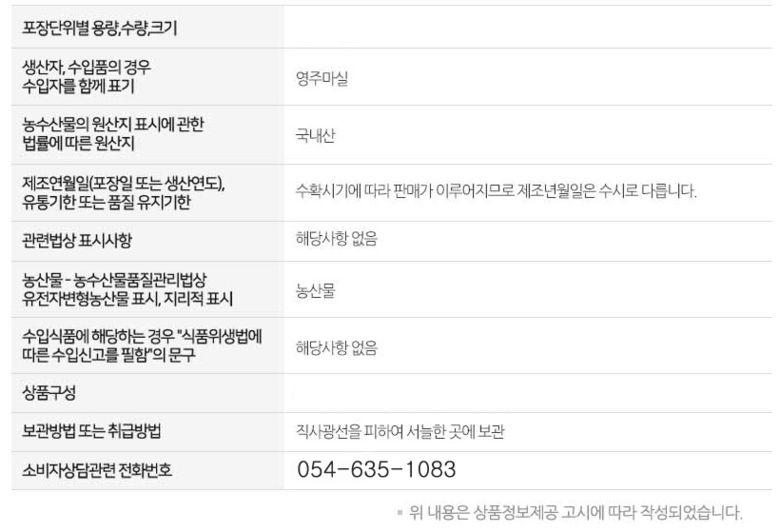 포장단위별 용량,수량,크기
생산자, 수입품의 경우
수입자를 함께 표기
영주마실
농수산물의 원산지 표시에 관한
법률에 따른 원산지
국내산
제조연월일(포장일 또는 생산연도),
유통기한 또는 품질 유지기한
수확시기에 따라 판매가 이루어지므로 제조년월일은 수시로 다릅니다.
관련법상 표시사항
해당사항 없음
농산물 - 농수산물품질관리법상
유전자변형농산물 표시, 지리적 표시
농산물
수입식품에 해당하는 경우 "식품위생법에
따른 수입신고를 필함"의 문구
해당사항 없음
상품구성
보관방법 또는 취급방법
직사광선을 피하여 서늘한 곳에 보관
소비자상담관련 전화번호
054-635-1083
※ 위 내용은 상품정보제공 고시에 따라 작성되었습니다.